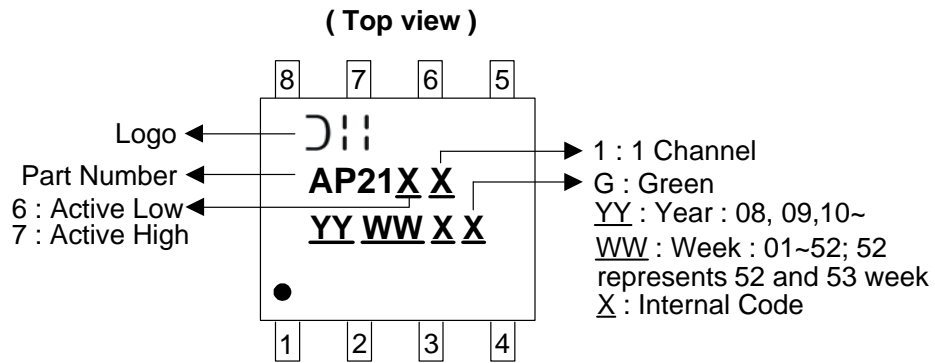 ( Top view )
8 7 6 5
Logo
Part Number
6 : Active Low
7 : Active High
AP21X X
YY WW X X
1 : 1 Channel
G : Green
YY : Year : 08, 09,10~
WW : Week : 01~52; 52
represents 52 and 53 week
X : Internal Code
1 2 3 4